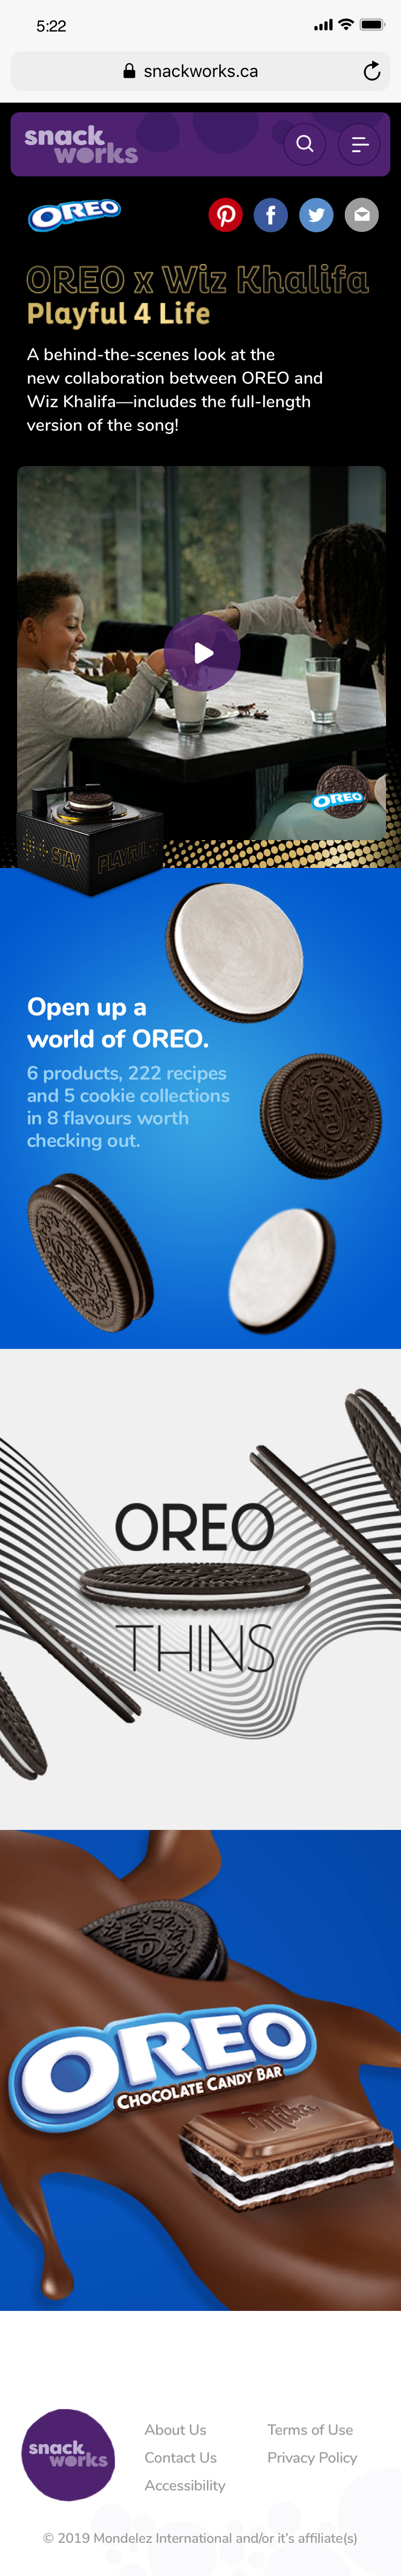 5:22
snackworks.ca
snack
works
OREO
OREO x Wiz Khalifa
Playful 4 Life
A behind-the-scenes look at the
new collaboration between OREO and
Wiz Khalifa—includes the full-length
version of the song!
OREO
STAY PLAYFUL
Open up a
world of OREO.
6 products, 222 recipes
and 5 cookie collections
in 8 flavours worth
checking out.
OREO
OREO
THINS
OREO
CHOCOLATE CANDY BAR
Milka
snack
works
About Us
Terms of Use
Contact Us
Privacy Policy
Accessibility
© 2019 Mondelez International and/or it's affiliate(s)